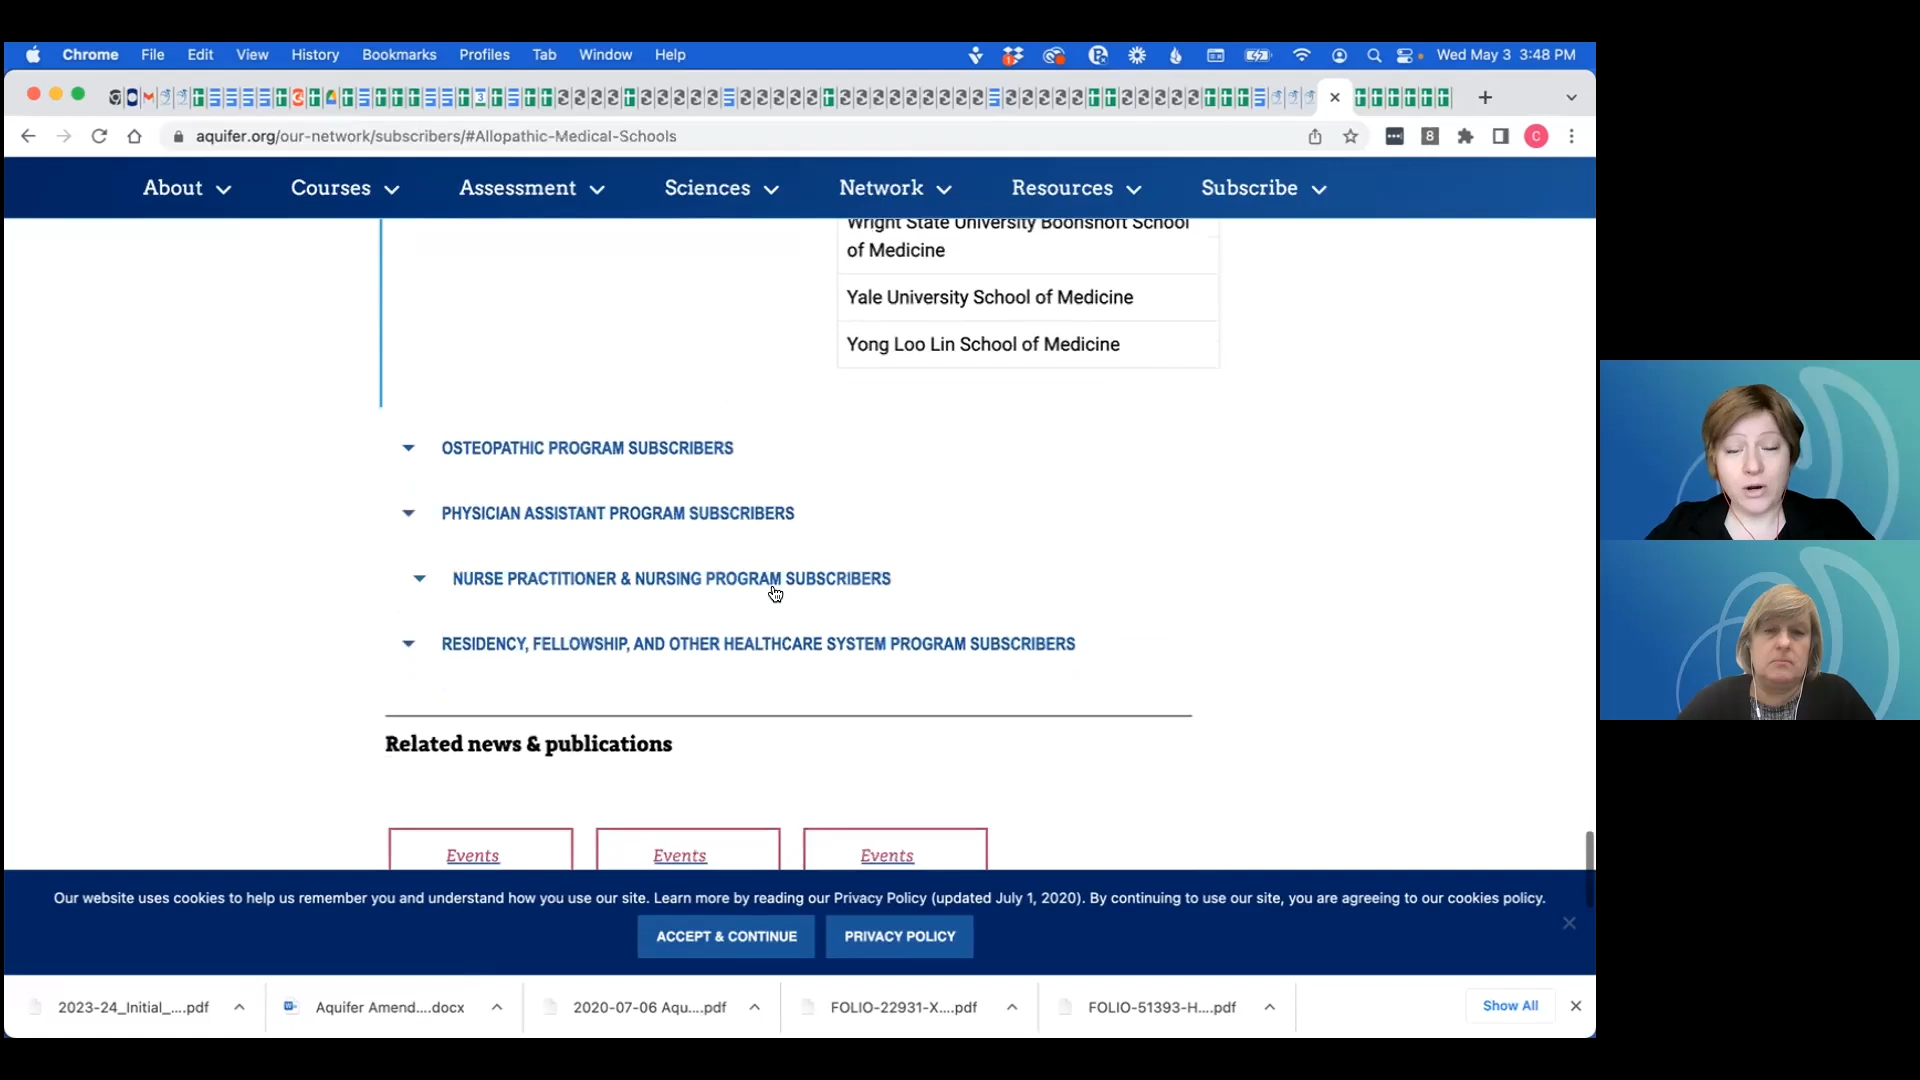 Chrome File Edit View History Bookmarks Profiles Tab Window Help Wed May 3 3:48 PM
aquifer.org/our-network/subscribers/#Allopathic-Medical-Schools
8
C
About Courses Assessment Sciences Network Resources Subscribe
Wright State University Boonshoft School
of Medicine
Yale University School of Medicine
Yong Loo Lin School of Medicine
OSTEOPATHIC PROGRAM SUBSCRIBERS
PHYSICIAN ASSISTANT PROGRAM SUBSCRIBERS
NURSE PRACTITIONER & NURSING PROGRAM SUBSCRIBERS
RESIDENCY, FELLOWSHIP, AND OTHER HEALTHCARE SYSTEM PROGRAM SUBSCRIBERS
Related news & publications
Events Events Events
Our website uses cookies to help us remember you and understand how you use our site. Learn more by reading our Privacy Policy (updated July 1, 2020). By continuing to use our site, you are agreeing to our cookies policy.
ACCEPT & CONTINUE PRIVACY POLICY
2023-24_Initial_....pdf Aquifer Amend....docx 2020-07-06 Aqu....pdf FOLIO-22931-X....pdf FOLIO-51393-H....pdf Show All